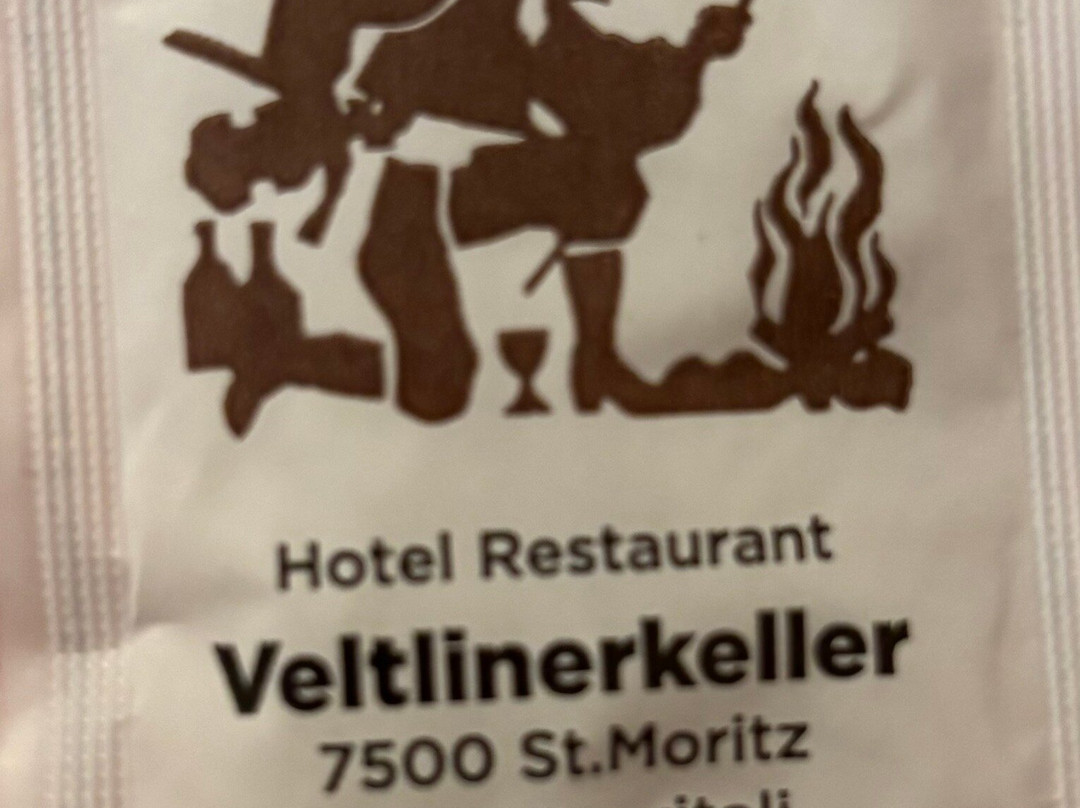 Hotel Restaurant
Veltlinerkeller
7500 St.Moritz